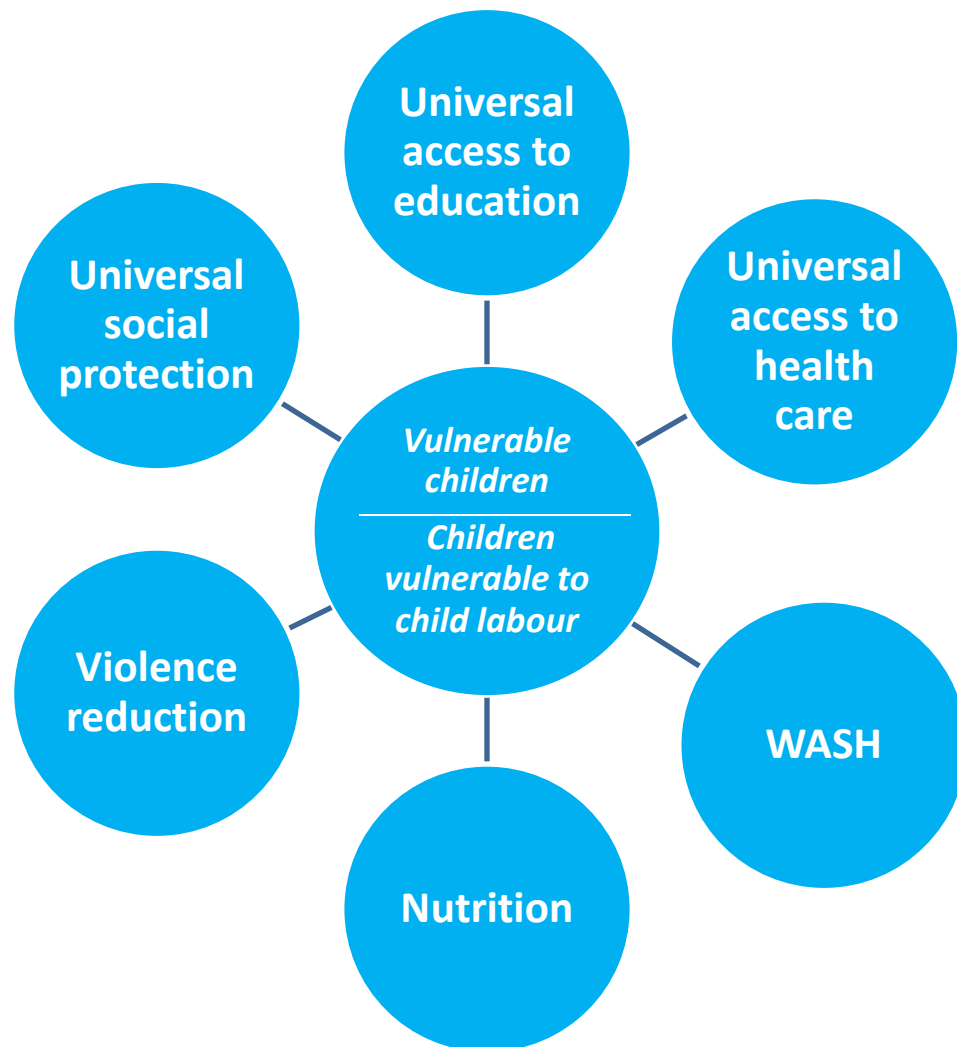 Universal
access to
education
Universal
social
protection
Universal
access to
health
care
Vulnerable
children
Children
vulnerable to
child labour
Violence
reduction
WASH
Nutrition